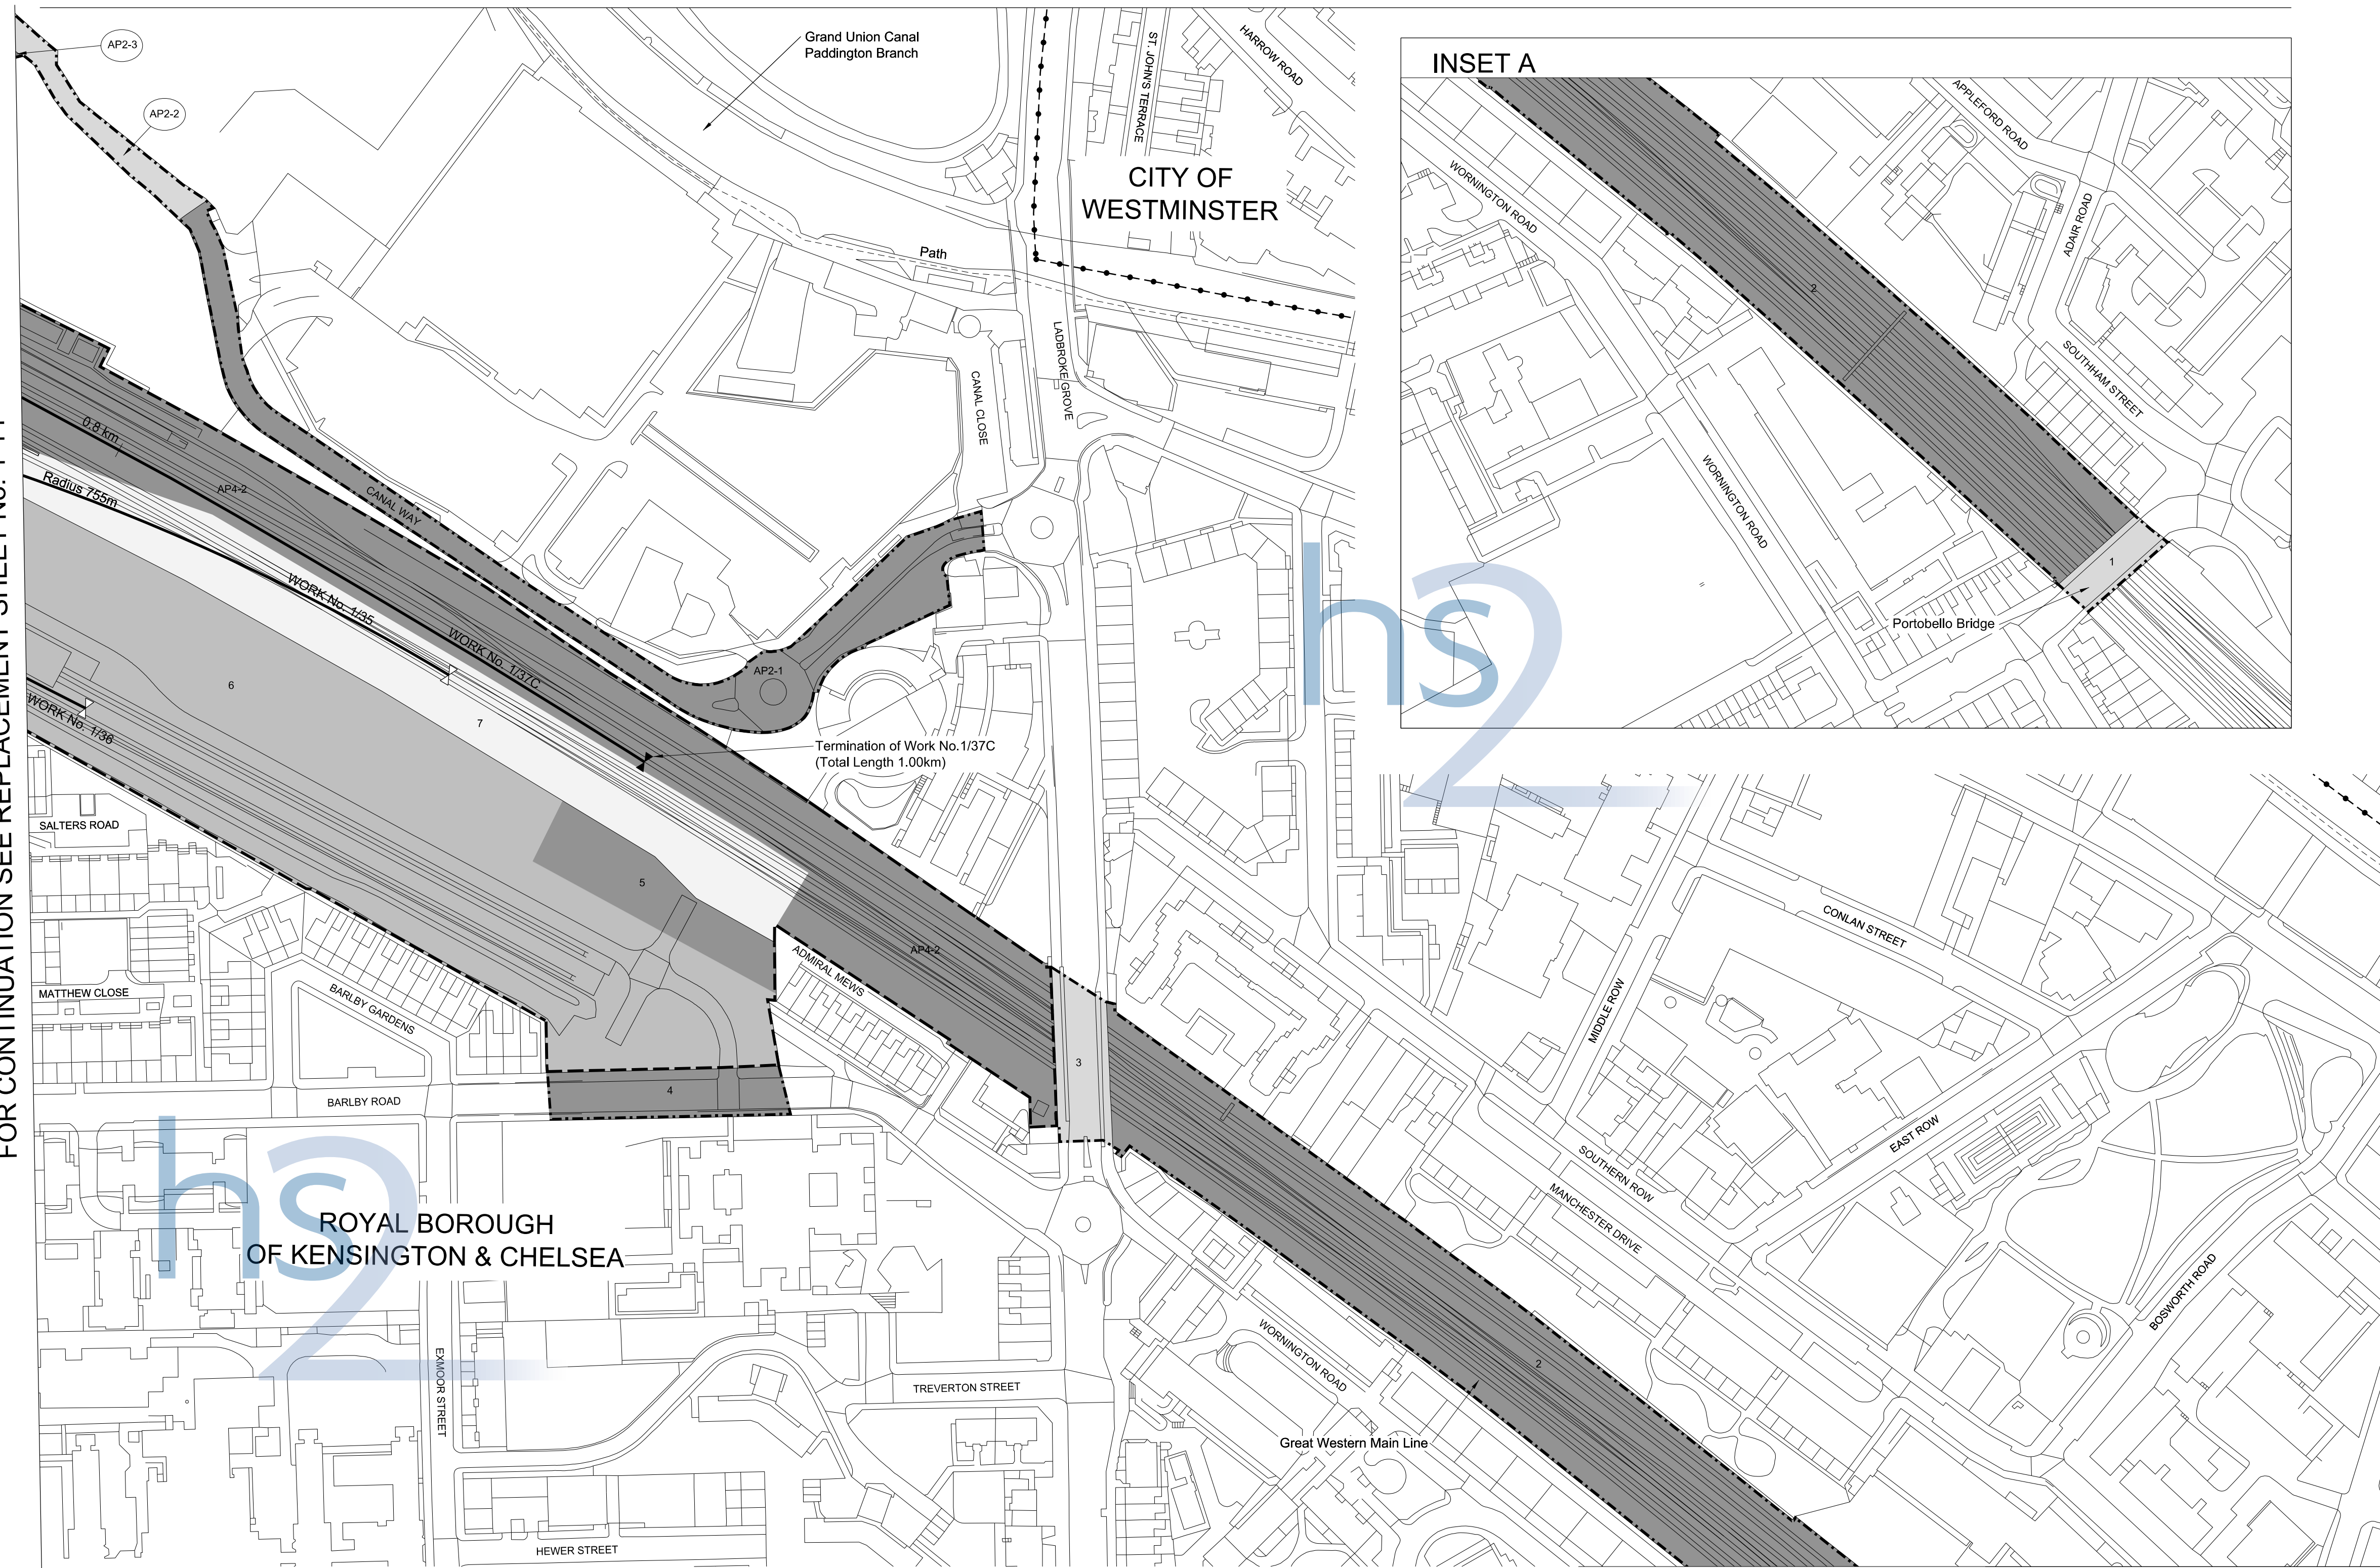 AP2-3
AP2-2
Grand Union Canal
Paddington Branch
ST. JOHN'S TERRACE
HARROW ROAD
CITY OF
WESTMINSTER
Path
LADBROKE GROVE
CANAL CLOSE
0.8 km
AP4-2
CANAL WAY
Radius 755m
WORK No. 1/35
WORK No. 1/37C
WORK No. 1/36
6
7
AP2-1
Termination of Work No.1/37C
(Total Length 1.00km)
SALTERS ROAD
5
AP4-2
ADMIRAL MEWS
MATTHEW CLOSE
BARLBY GARDENS
BARLBY ROAD
4
3
ROYAL BOROUGH
OF KENSINGTON & CHELSEA
EXMOOR STREET
TREVERTON STREET
HEWER STREET
WORNINGTON ROAD
Great Western Main Line
2
MIDDLE ROW
CONLAN STREET
SOUTHERN ROW
MANCHESTER DRIVE
EAST ROW
BOSWORTH ROAD
INSET A
APPLEFORD ROAD
WORNINGTON ROAD
ADAIR ROAD
2
SOUTHHAM STREET
WORNINGTON ROAD
1
Portobello Bridge
hs2
hs2
FOR CONTINUATION SEE REPLACEMENT SHEET No.